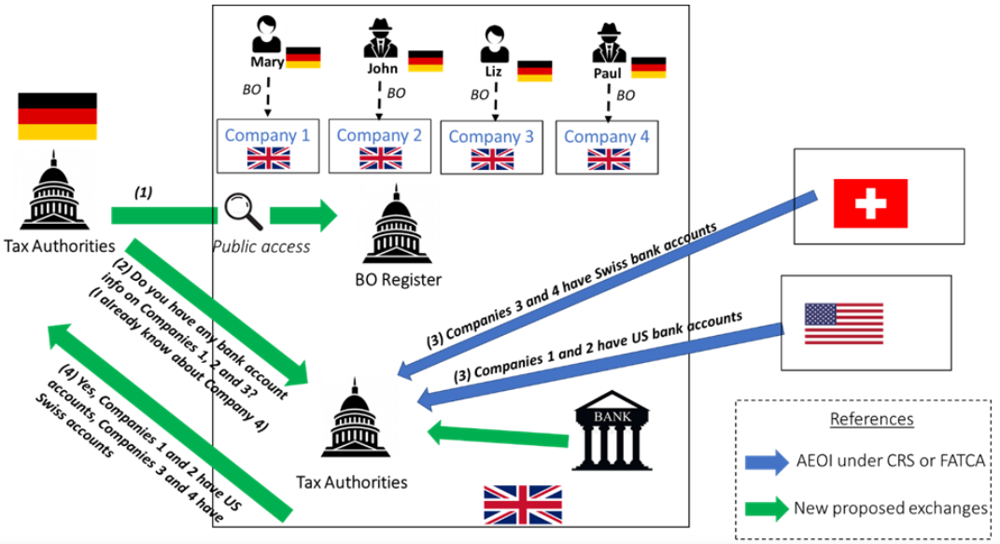 Mary
John
Liz
Paul
BO
BO
BO
BO
Company 1
Company 2
Company 3
Company 4
(1)
Tax Authorities
Public access
BO Register
(2) Do you have any bank account
info on Companies 1, 2 and 3?
(I already know about Company 4)
(3) Companies 3 and 4 have Swiss bank accounts
(3) Companies 1 and 2 have US bank accounts
(4) Yes, Companies 1 and 2 have US
accounts, Companies 3 and 4 have
Swiss accounts
BANK
Tax Authorities
References
AEOI under CRS or FATCA
New proposed exchanges